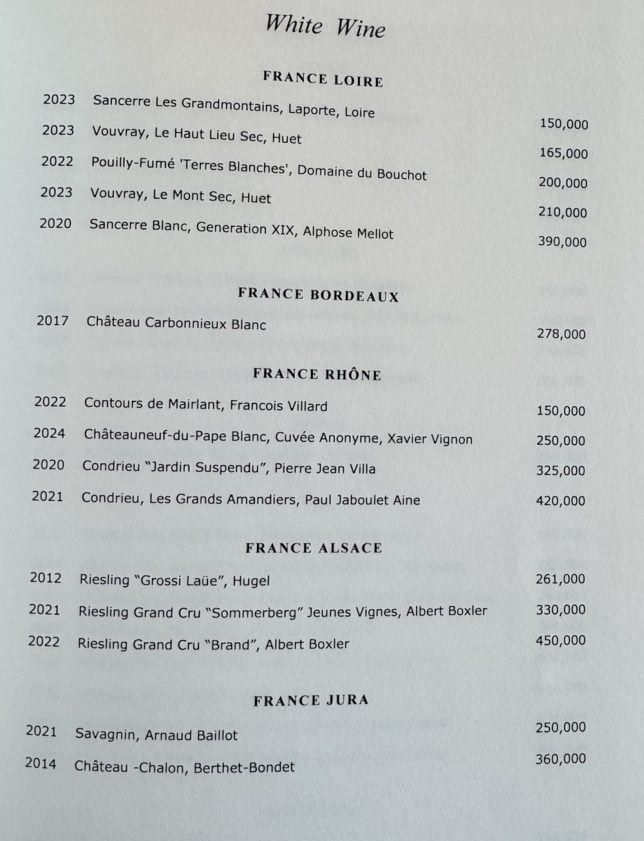 White Wine
FRANCE LOIRE
2023 Sancerre Les Grandmontains, Laporte, Loire 150,000
2023 Vouvray, Le Haut Lieu Sec, Huet 165,000
2022 Pouilly-Fumé 'Terres Blanches', Domaine du Bouchot 200,000
2023 Vouvray, Le Mont Sec, Huet 210,000
2020 Sancerre Blanc, Generation XIX, Alphose Mellot 390,000
FRANCE BORDEAUX
2017 Château Carbonnieux Blanc 278,000
FRANCE RHÔNE
2022 Contours de Mairlant, Francois Villard 150,000
2024 Châteauneuf-du-Pape Blanc, Cuvée Anonyme, Xavier Vignon 250,000
2020 Condrieu “Jardin Suspendu”, Pierre Jean Villa 325,000
2021 Condrieu, Les Grands Amandiers, Paul Jaboulet Aine 420,000
FRANCE ALSACE
2012 Riesling “Grossi Laüe”, Hugel 261,000
2021 Riesling Grand Cru “Sommerberg” Jeunes Vignes, Albert Boxler 330,000
2022 Riesling Grand Cru “Brand”, Albert Boxler 450,000
FRANCE JURA
2021 Savagnin, Arnaud Baillot 250,000
2014 Château -Chalon, Berthet-Bondet 360,000